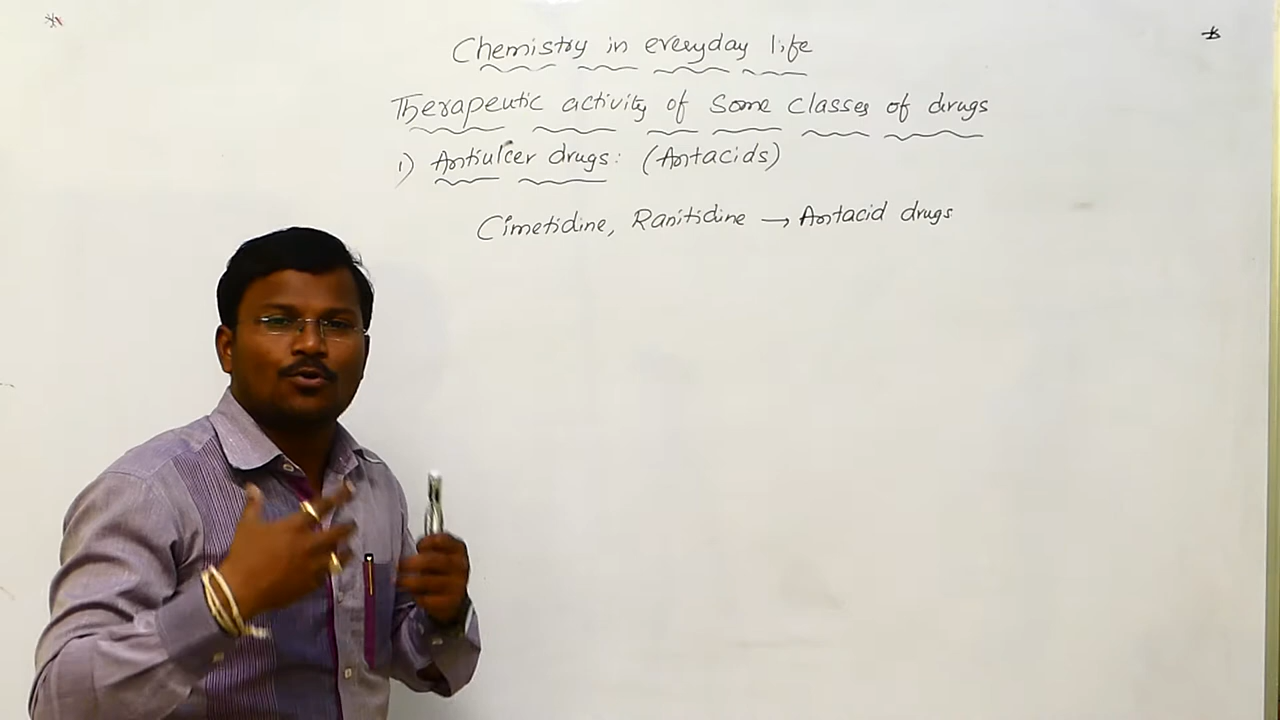 Chemistry in everyday life
Therapeutic activity of some classes of drugs
1) Antiulcer drugs: (Antacids)
Cimetidine, Ranitidine → Antacid drugs